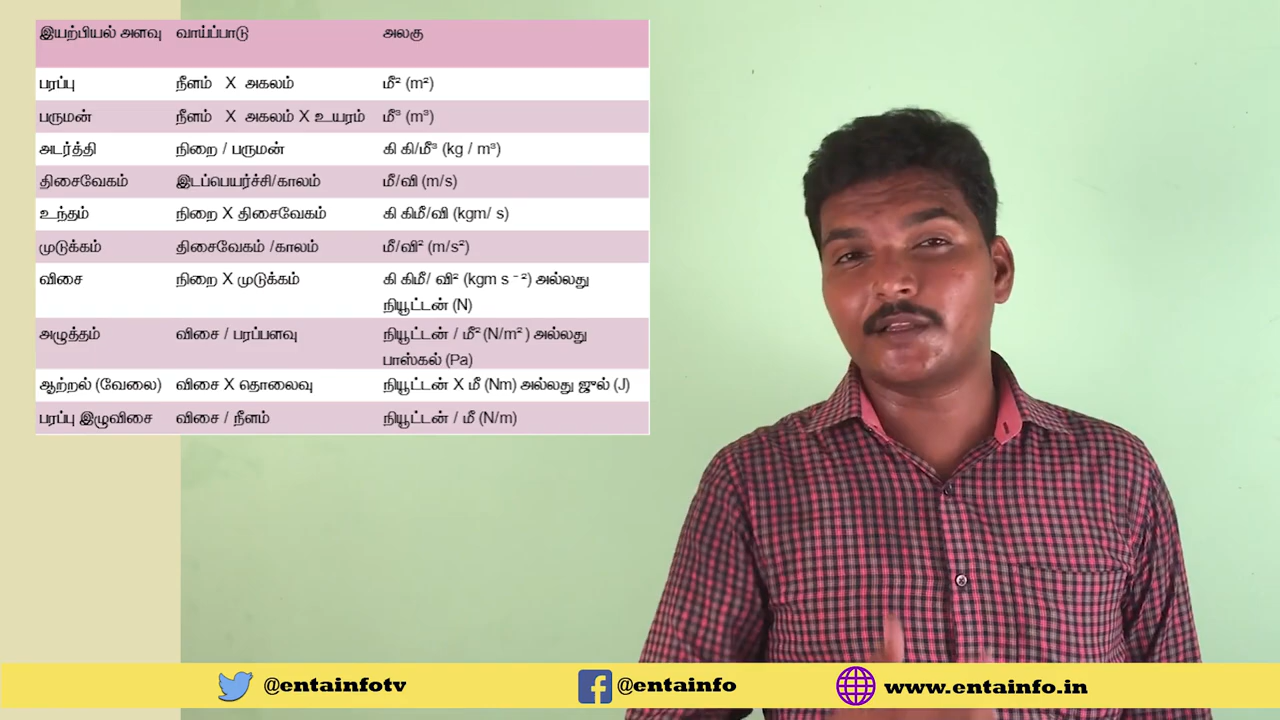 இயற்பியல் அளவு வாய்ப்பாடு அலகு
பரப்பு நீளம் X அகலம் மீ² (m²)
பருமன் நீளம் X அகலம் X உயரம் மீ³ (m³)
அடர்த்தி நிறை / பருமன் கி கி/மீ³ (kg / m³)
திசைவேகம் இடப்பெயர்ச்சி/காலம் மீ/வி (m/s)
உந்தம் நிறை X திசைவேகம் கி கிமீ/வி (kgm/ s)
முடுக்கம் திசைவேகம் /காலம் மீ/வி² (m/s²)
விசை நிறை X முடுக்கம் கி கிமீ/ வி² (kgm s ⁻²) அல்லது
நியூட்டன் (N)
அழுத்தம் விசை / பரப்பளவு நியூட்டன் / மீ² (N/m² ) அல்லது
பாஸ்கல் (Pa)
ஆற்றல் (வேலை) விசை X தொலைவு நியூட்டன் X மீ (Nm) அல்லது ஜுல் (J)
பரப்பு இழுவிசை விசை / நீளம் நியூட்டன் / மீ (N/m)
@entainfotv @entainfo www.entainfo.in